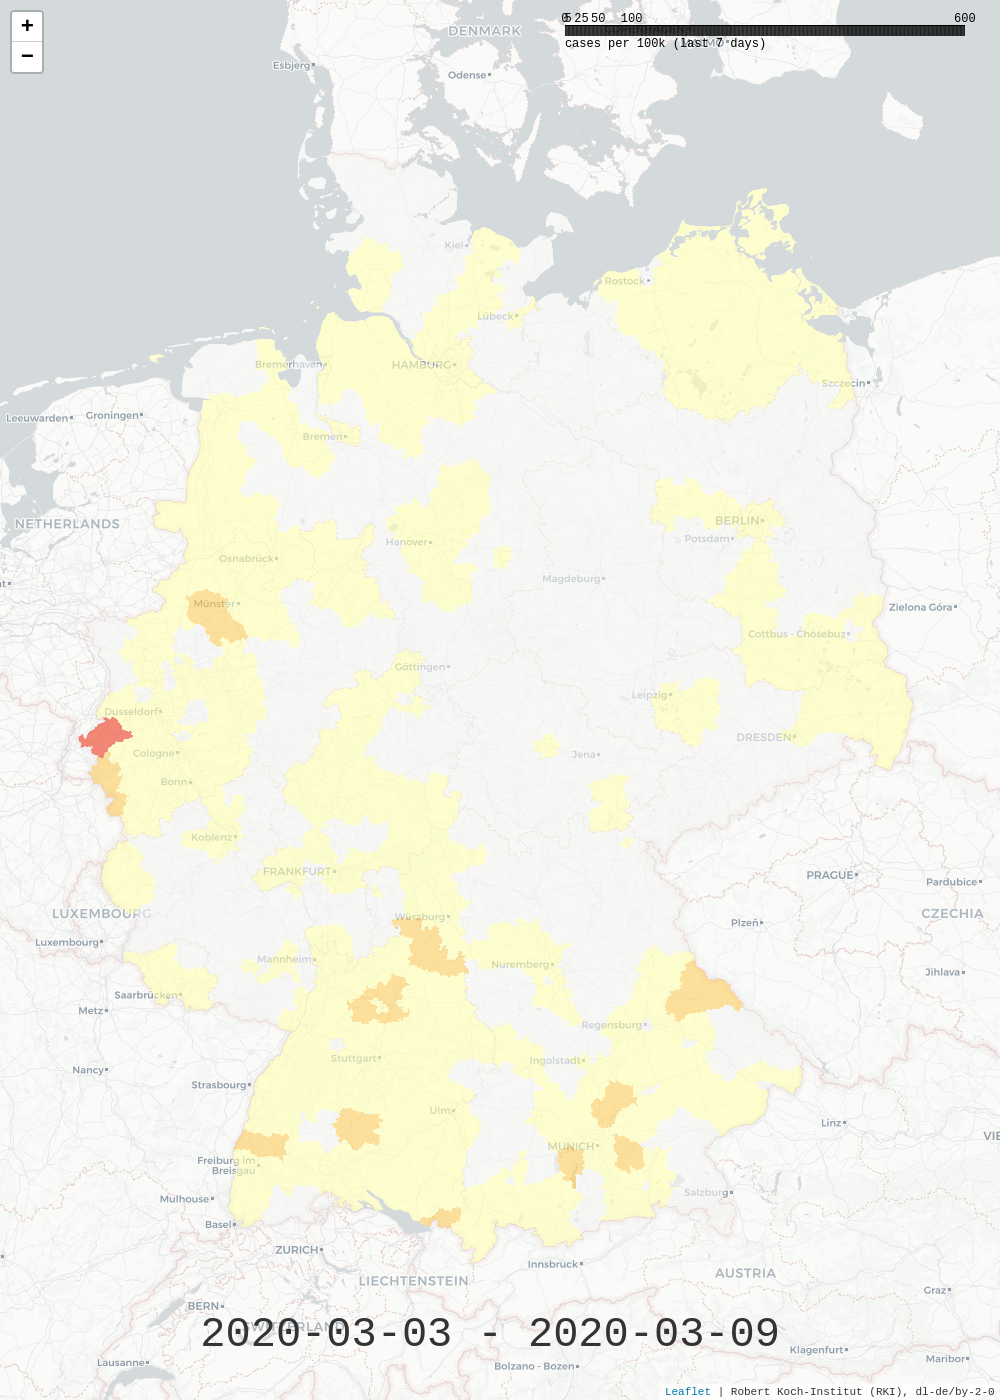 +
−
0 5 25 50 100 600
cases per 100k (last 7 days)
DENMARK
Esbjerg
Odense
Kiel
Rostock
Lübeck
Bremerhaven
HAMBURG
Szczecin
Leeuwarden
Groningen
Bremen
NETHERLANDS
BERLIN
Hanover
Potsdam
Osnabrück
Magdeburg
Münster
Zielona Góra
Cottbus - Chóśebuz
Göttingen
Leipzig
Dusseldorf
DRESDEN
Cologne
Jena
Bonn
Koblenz
FRANKFURT
PRAGUE
Pardubice
LUXEMBOURG
Würzburg
CZECHIA
Plzeň
Luxembourg
Mannheim
Nuremberg
Jihlava
Saarbrücken
Metz
Regensburg
Stuttgart
Ingolstadt
Nancy
Strasbourg
Ulm
Linz
VIE
MUNICH
Freiburg im
Breisgau
Mulhouse
Salzburg
Basel
ZURICH
Innsbruck
LIECHTENSTEIN
AUSTRIA
Graz
BERN
SWITZERLAND
2020-03-03 - 2020-03-09
Klagenfurt
Lausanne
Bolzano - Bozen
Maribor
Leaflet | Robert Koch-Institut (RKI), dl-de/by-2-0